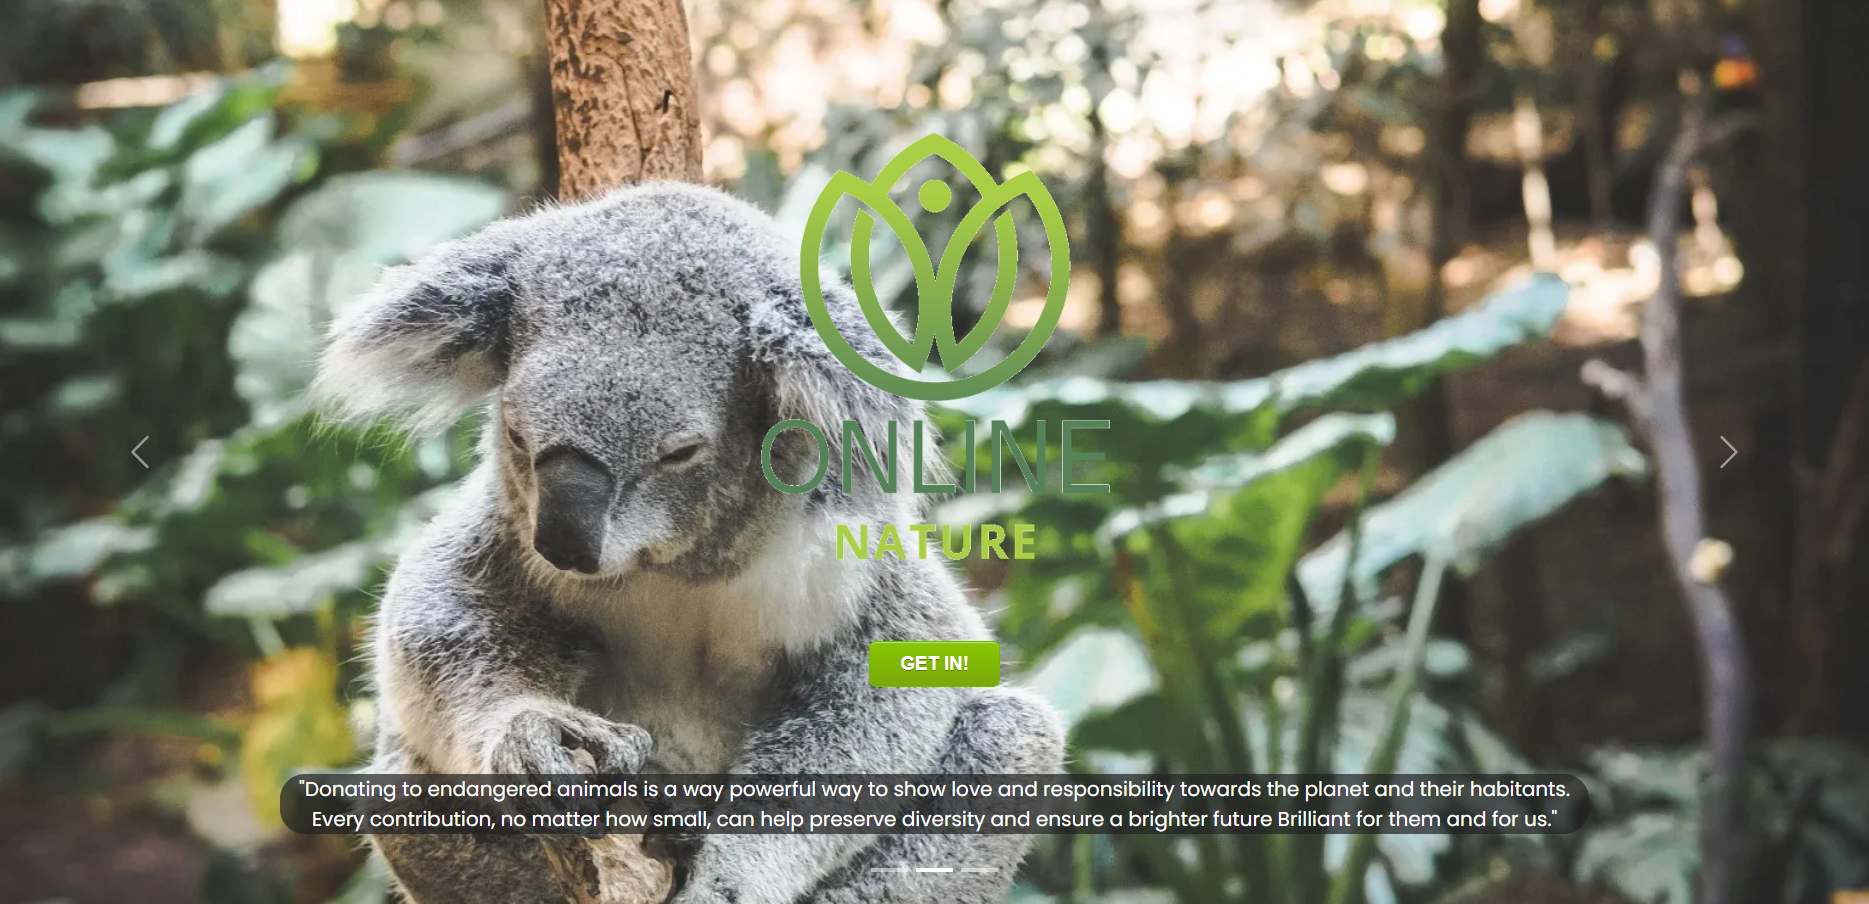 ONLINE
NATURE
GET IN!
"Donating to endangered animals is a way powerful way to show love and responsibility towards the planet and their habitants.
Every contribution, no matter how small, can help preserve diversity and ensure a brighter future Brilliant for them and for us."